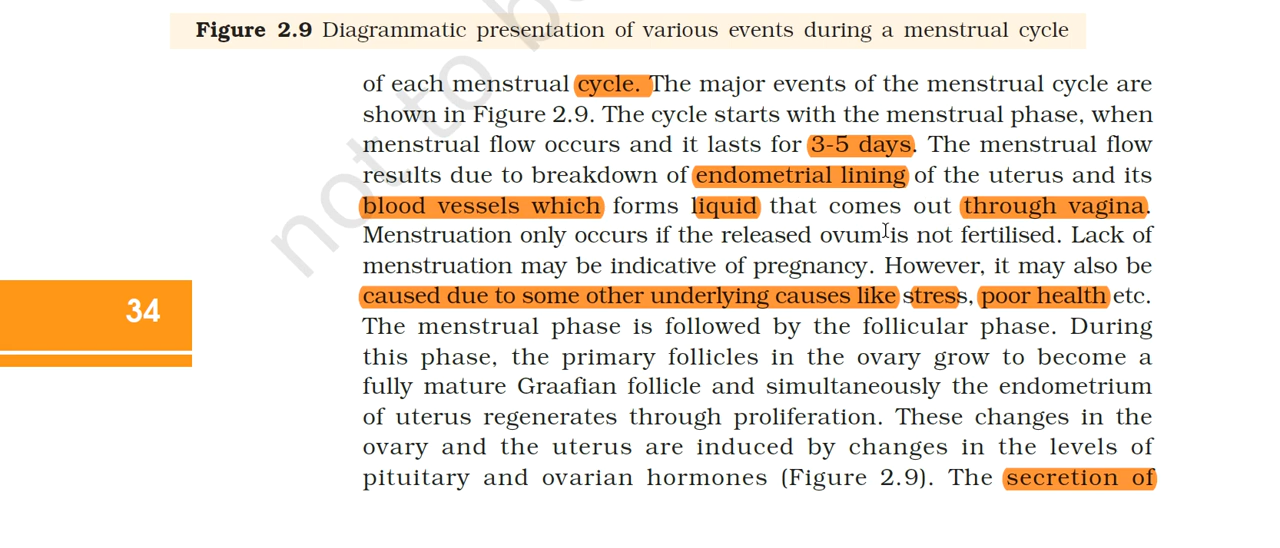 Figure 2.9 Diagrammatic presentation of various events during a menstrual cycle
of each menstrual cycle. The major events of the menstrual cycle are
shown in Figure 2.9. The cycle starts with the menstrual phase, when
menstrual flow occurs and it lasts for 3-5 days. The menstrual flow
results due to breakdown of endometrial lining of the uterus and its
blood vessels which forms liquid that comes out through vagina.
Menstruation only occurs if the released ovum is not fertilised. Lack of
menstruation may be indicative of pregnancy. However, it may also be
caused due to some other underlying causes like stress, poor health etc.
34
The menstrual phase is followed by the follicular phase. During
this phase, the primary follicles in the ovary grow to become a
fully mature Graafian follicle and simultaneously the endometrium
of uterus regenerates through proliferation. These changes in the
ovary and the uterus are induced by changes in the levels of
pituitary and ovarian hormones (Figure 2.9). The secretion of
not to b